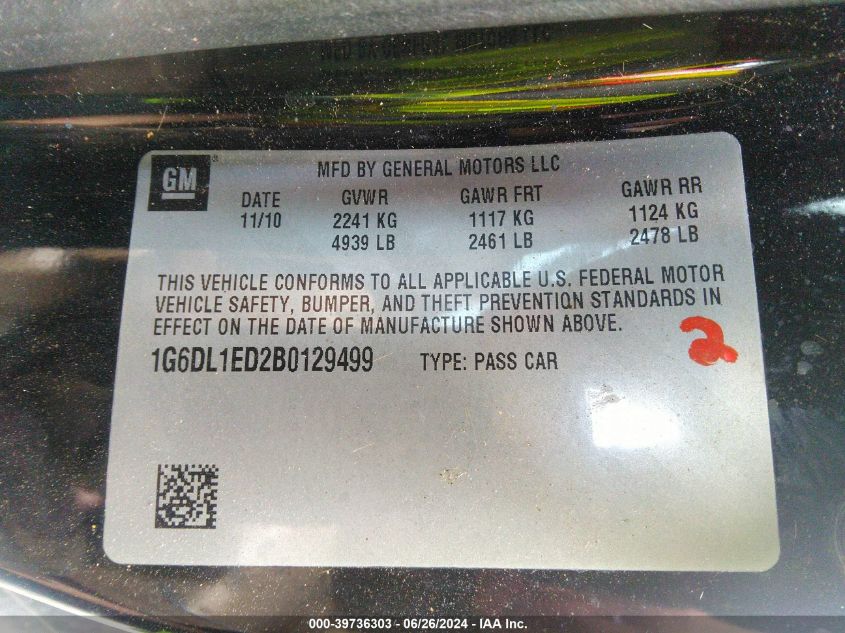 GM ® MFD BY GENERAL MOTORS LLC
DATE GVWR GAWR FRT GAWR RR
11/10 2241 KG 1117 KG 1124 KG
4939 LB 2461 LB 2478 LB
THIS VEHICLE CONFORMS TO ALL APPLICABLE U.S. FEDERAL MOTOR
VEHICLE SAFETY, BUMPER, AND THEFT PREVENTION STANDARDS IN
EFFECT ON THE DATE OF MANUFACTURE SHOWN ABOVE.
1G6DL1ED2B0129499 TYPE: PASS CAR
2
000-39736303 - 06/26/2024 - IAA Inc.